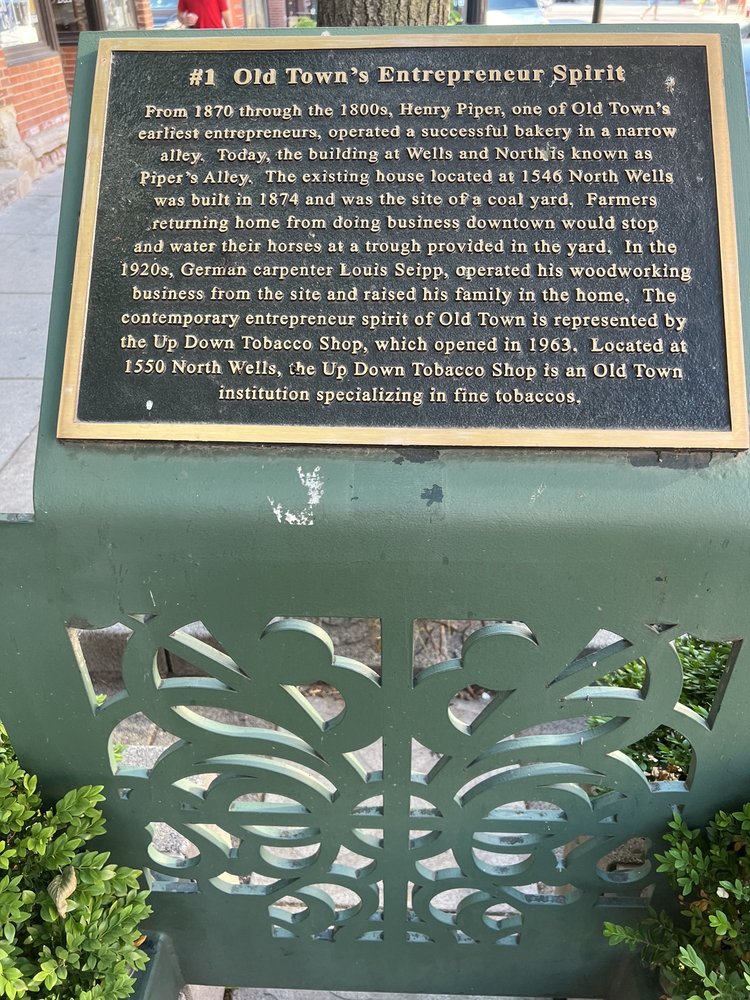 #1 Old Town's Entrepreneur Spirit
From 1870 through the 1800s, Henry Piper, one of Old Town's
earliest entrepreneurs, operated a successful bakery in a narrow
alley. Today, the building at Wells and North is known as
Piper's Alley. The existing house located at 1546 North Wells
was built in 1874 and was the site of a coal yard. Farmers
returning home from doing business downtown would stop
and water their horses at a trough provided in the yard. In the
1920s, German carpenter Louis Seipp, operated his woodworking
business from the site and raised his family in the home. The
contemporary entrepreneur spirit of Old Town is represented by
the Up Down Tobacco Shop, which opened in 1963. Located at
1550 North Wells, the Up Down Tobacco Shop is an Old Town
institution specializing in fine tobaccos.